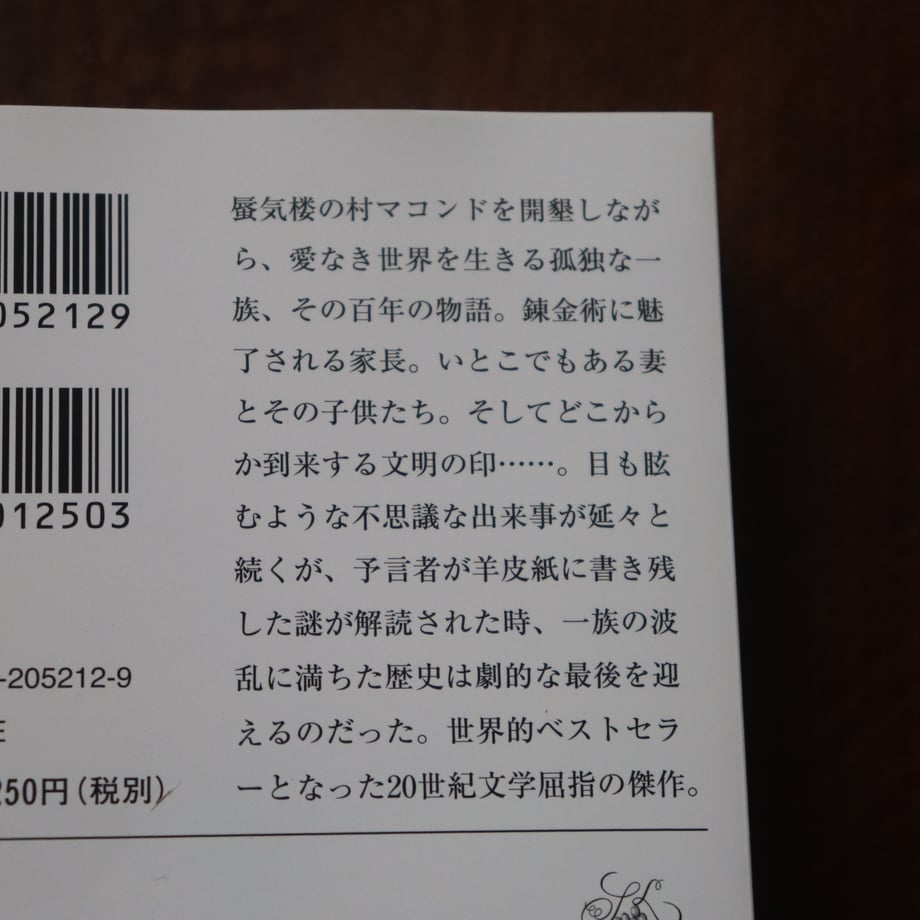 052129
012503
-205212-9
E
250円(税別)
蜃気楼の村マコンドを開墾しなが
ら、愛なき世界を生きる孤独な一
族、その百年の物語。錬金術に魅
了される家長。いとこでもある妻
とその子供たち。そしてどこから
か到来する文明の印……。目も眩
むような不思議な出来事が延々と
続くが、予言者が羊皮紙に書き残
した謎が解読された時、一族の波
乱に満ちた歴史は劇的な最後を迎
えるのだった。世界的ベストセラ
ーとなった20世紀文学屈指の傑作。